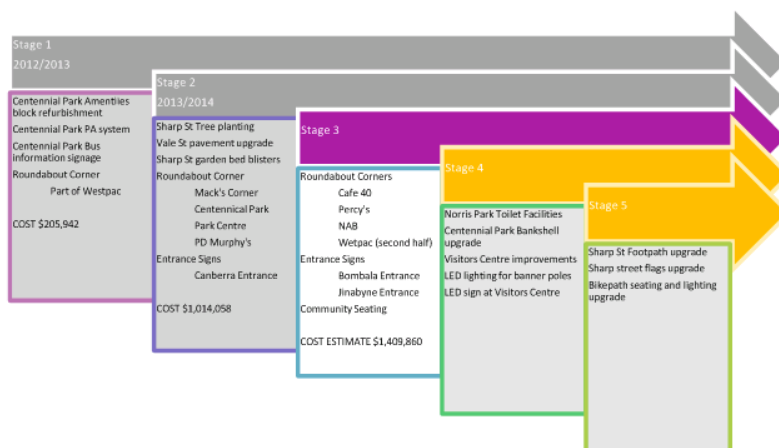 Stage 1
2012/2013
Centennial Park Amentiies
block refurbishment
Centennial Park PA system
Centennial Park Bus
information signage
Roundabout Corner
Part of Westpac
COST $205,942
Stage 2
2013/2014
Sharp St Tree planting
Vale St pavement upgrade
Sharp St garden bed blisters
Roundabout Corner
Mack's Corner
Centennical Park
Park Centre
PD Murphy's
Entrance Signs
Canberra Entrance
COST $1,014,058
Stage 3
Roundabout Corners
Cafe 40
Percy's
NAB
Wetpac (second half)
Entrance Signs
Bombala Entrance
Jinabyne Entrance
Community Seating
COST ESTIMATE $1,409,860
Stage 4
Norris Park Toilet Facilities
Centennial Park Bankshell
upgrade
Visitors Centre improvements
LED lighting for banner poles
LED sign at Visitors Centre
Stage 5
Sharp St Footpath upgrade
Sharp street flags upgrade
Bikepath seating and lighting
upgrade